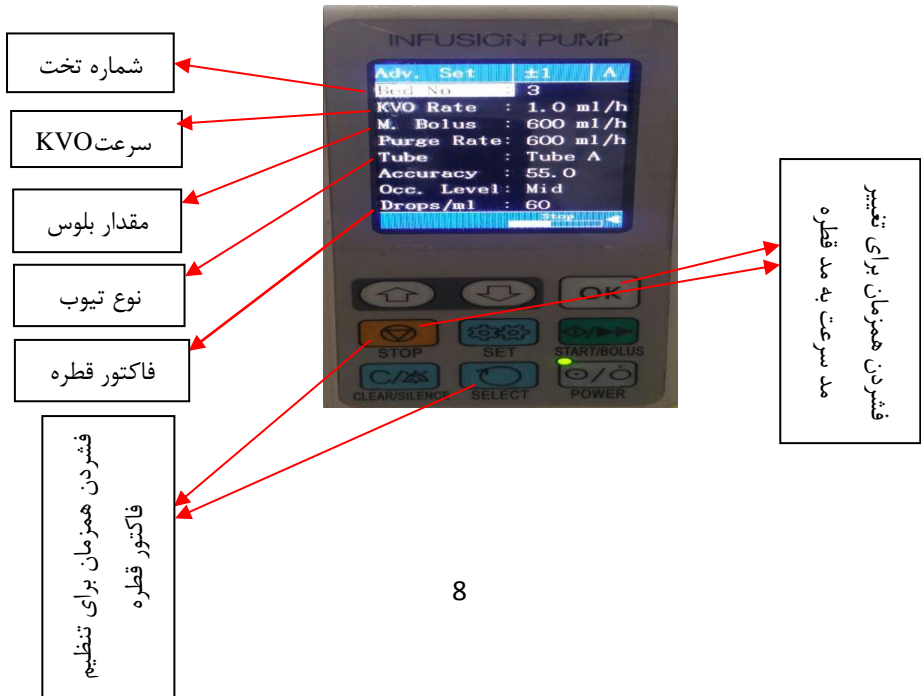 شماره تخت
سرعت KVO
مقدار بلوس
نوع تیوب
فاکتور قطره
INFUSION PUMP
Adv. Set ±1 A
Bed No : 3
KVO Rate : 1.0 ml/h
M. Bolus : 600 ml/h
Purge Rate: 600 ml/h
Tube : Tube A
Accuracy : 55.0
Occ. Level: Mid
Drops/ml : 60
Stop
OK
STOP
SET
START/BOLUS
C/
CLEAR/SILENCE
SELECT
POWER
فشردن همزمان برای تغییر
مد سرعت به مد قطره
فشردن همزمان برای تنظیم
فاکتور قطره
8